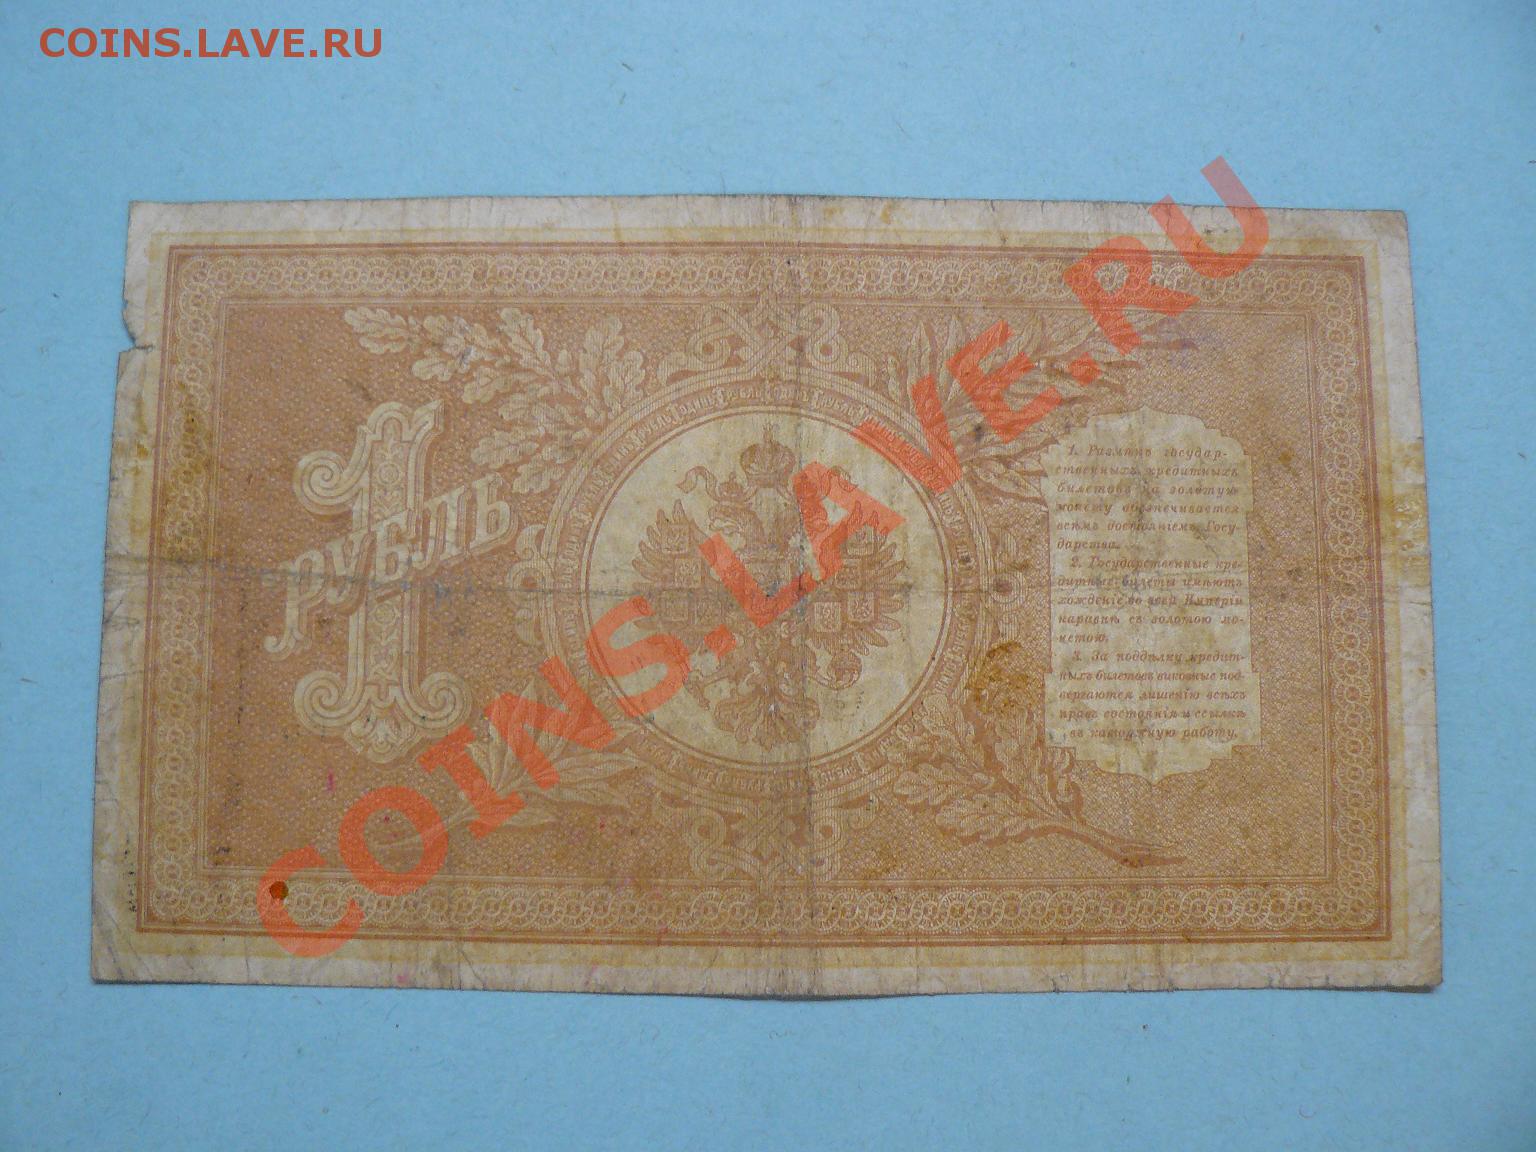 COINS.LAVE.RU
COINS.LAVE.RU
1
РУБЛЬ
1. Размѣнъ государ-
ственныхъ кредитныхъ
билетовъ на золотую
монету обезпечивается
всѣмъ достояніемъ Госу-
дарства.
2. Государственные кре-
дитные билеты имѣютъ
хожденіе во всей Имперіи
наравнѣ съ золотою мо-
нетою.
3. За поддѣлку кредит-
ныхъ билетовъ виновные под-
вергаются лишенію всѣхъ
правъ состоянія и ссылкѣ
въ каторжную работу.